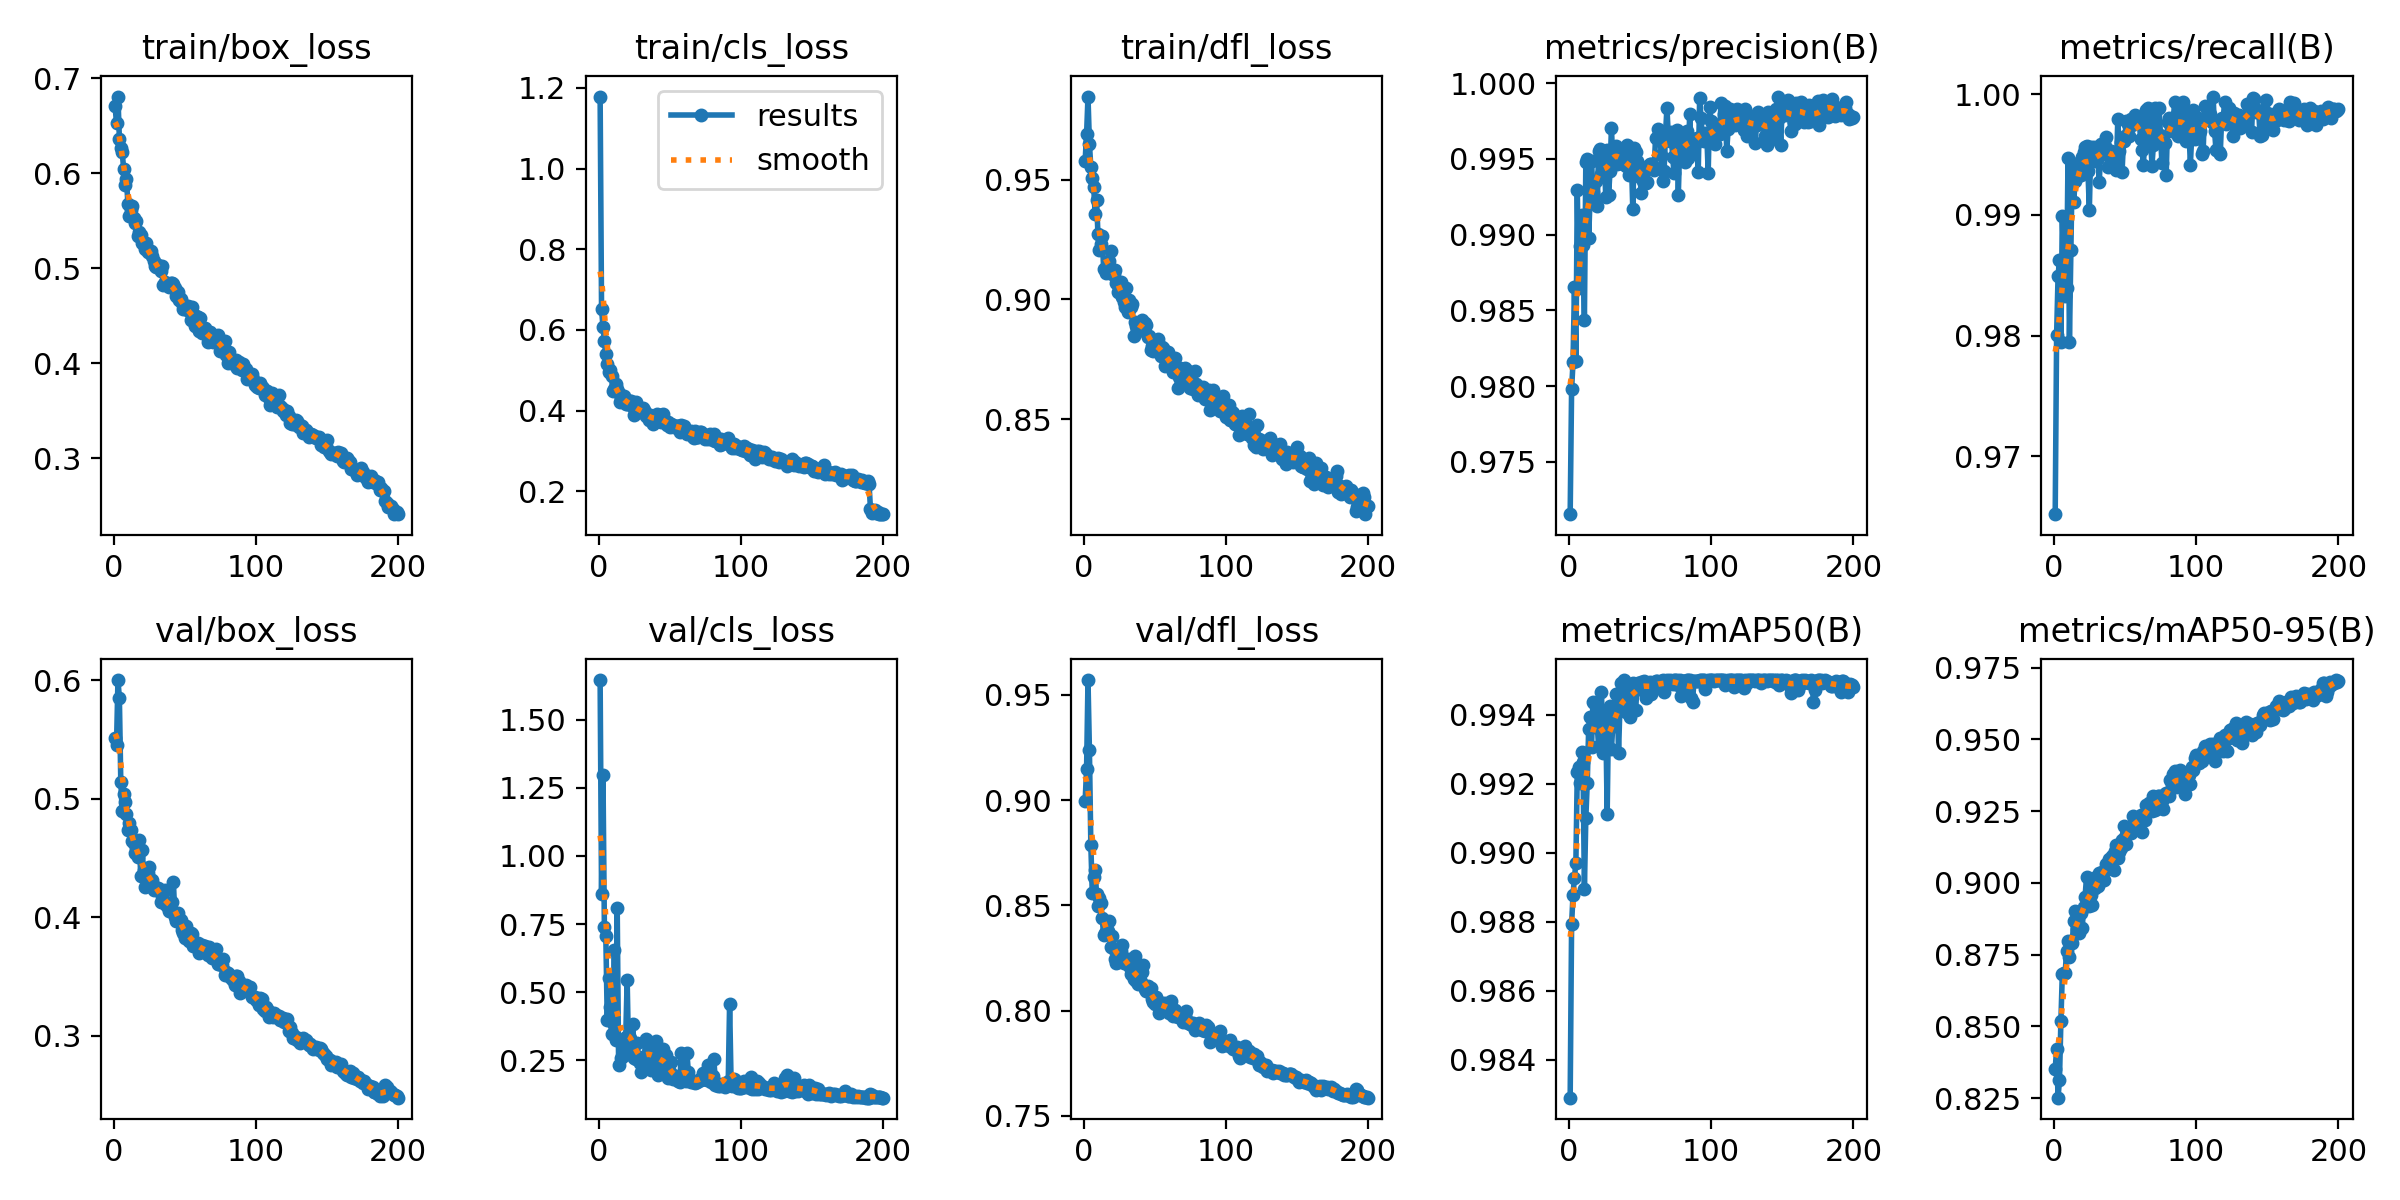 train/box_loss
0.7
0.6
0.5
0.4
0.3
0 100 200
train/cls_loss
1.2
1.0
0.8
0.6
0.4
0.2
0 100 200
results
smooth
train/dfl_loss
0.95
0.90
0.85
0 100 200
metrics/precision(B)
1.000
0.995
0.990
0.985
0.980
0.975
0 100 200
metrics/recall(B)
1.00
0.99
0.98
0.97
0 100 200
val/box_loss
0.6
0.5
0.4
0.3
0 100 200
val/cls_loss
1.50
1.25
1.00
0.75
0.50
0.25
0 100 200
val/dfl_loss
0.95
0.90
0.85
0.80
0.75
0 100 200
metrics/mAP50(B)
0.994
0.992
0.990
0.988
0.986
0.984
0 100 200
metrics/mAP50-95(B)
0.975
0.950
0.925
0.900
0.875
0.850
0.825
0 100 200